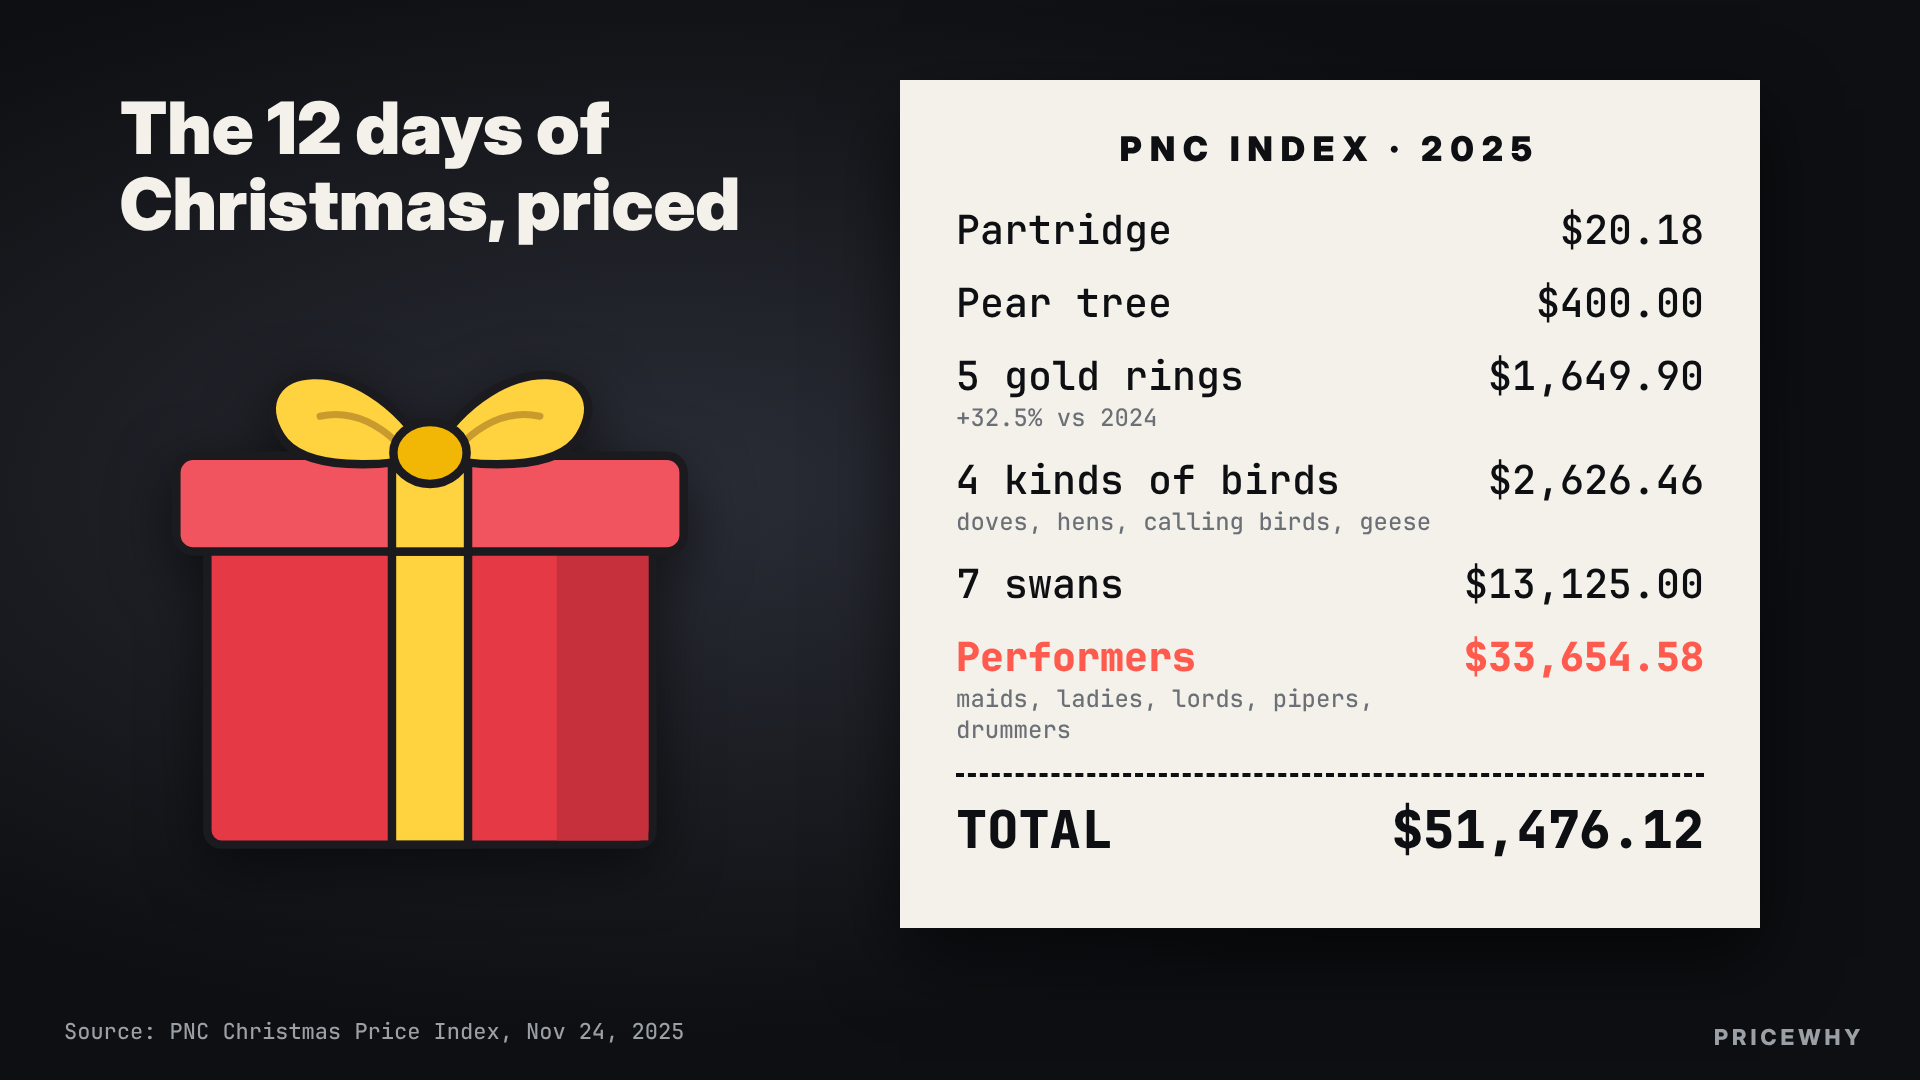 The 12 days of
Christmas, priced
PNC INDEX · 2025
Partridge $20.18
Pear tree $400.00
5 gold rings $1,649.90
+32.5% vs 2024
4 kinds of birds $2,626.46
doves, hens, calling birds, geese
7 swans $13,125.00
Performers $33,654.58
maids, ladies, lords, pipers,
drummers
TOTAL $51,476.12
Source: PNC Christmas Price Index, Nov 24, 2025
PRICEWHY